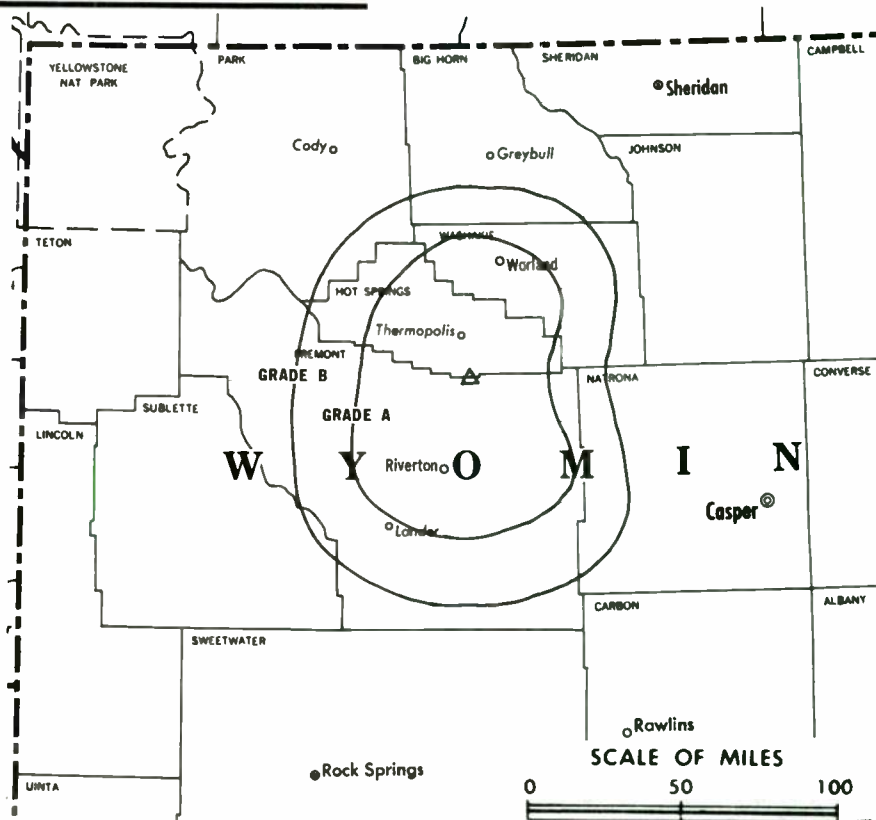 PARK
BIG HORN
SHERIDAN
CAMPBELL
YELLOWSTONE
NAT PARK
Sheridan
Cody
Greybull
JOHNSON
TETON
WASHAKIE
Worland
HOT SPRINGS
Thermopolis
FREMONT
GRADE B
NATRONA
CONVERSE
SUBLETTE
GRADE A
LINCOLN
W Y O M I N
Riverton
Casper
Lander
CARBON
ALBANY
SWEETWATER
Rawlins
SCALE OF MILES
Rock Springs
UINTA
0 50 100